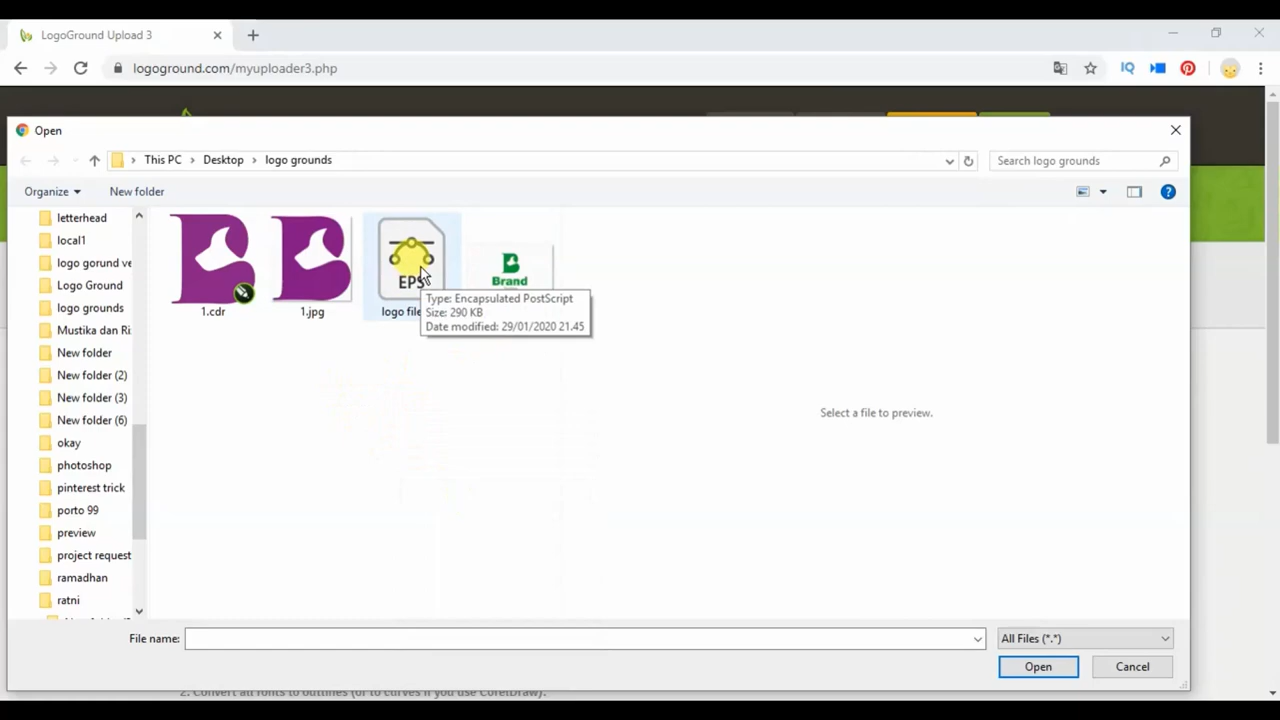 LogoGround Upload 3
logoground.com/myuploader3.php
IQ
Open
This PC
Desktop
logo grounds
Search logo grounds
Organize
New folder
letterhead
local1
logo gorund ve
Logo Ground
logo grounds
Mustika dan Ri
New folder
New folder (2)
New folder (3)
New folder (6)
okay
photoshop
pinterest trick
porto 99
preview
project request
ramadhan
ratni
1.cdr
1.jpg
EPS
logo file
Brand
Type: Encapsulated PostScript
Size: 290 KB
Date modified: 29/01/2020 21.45
Select a file to preview.
File name:
All Files (*.*)
Open
Cancel
2. Convert all fonts to outlines (or to curves if you use CorelDraw).